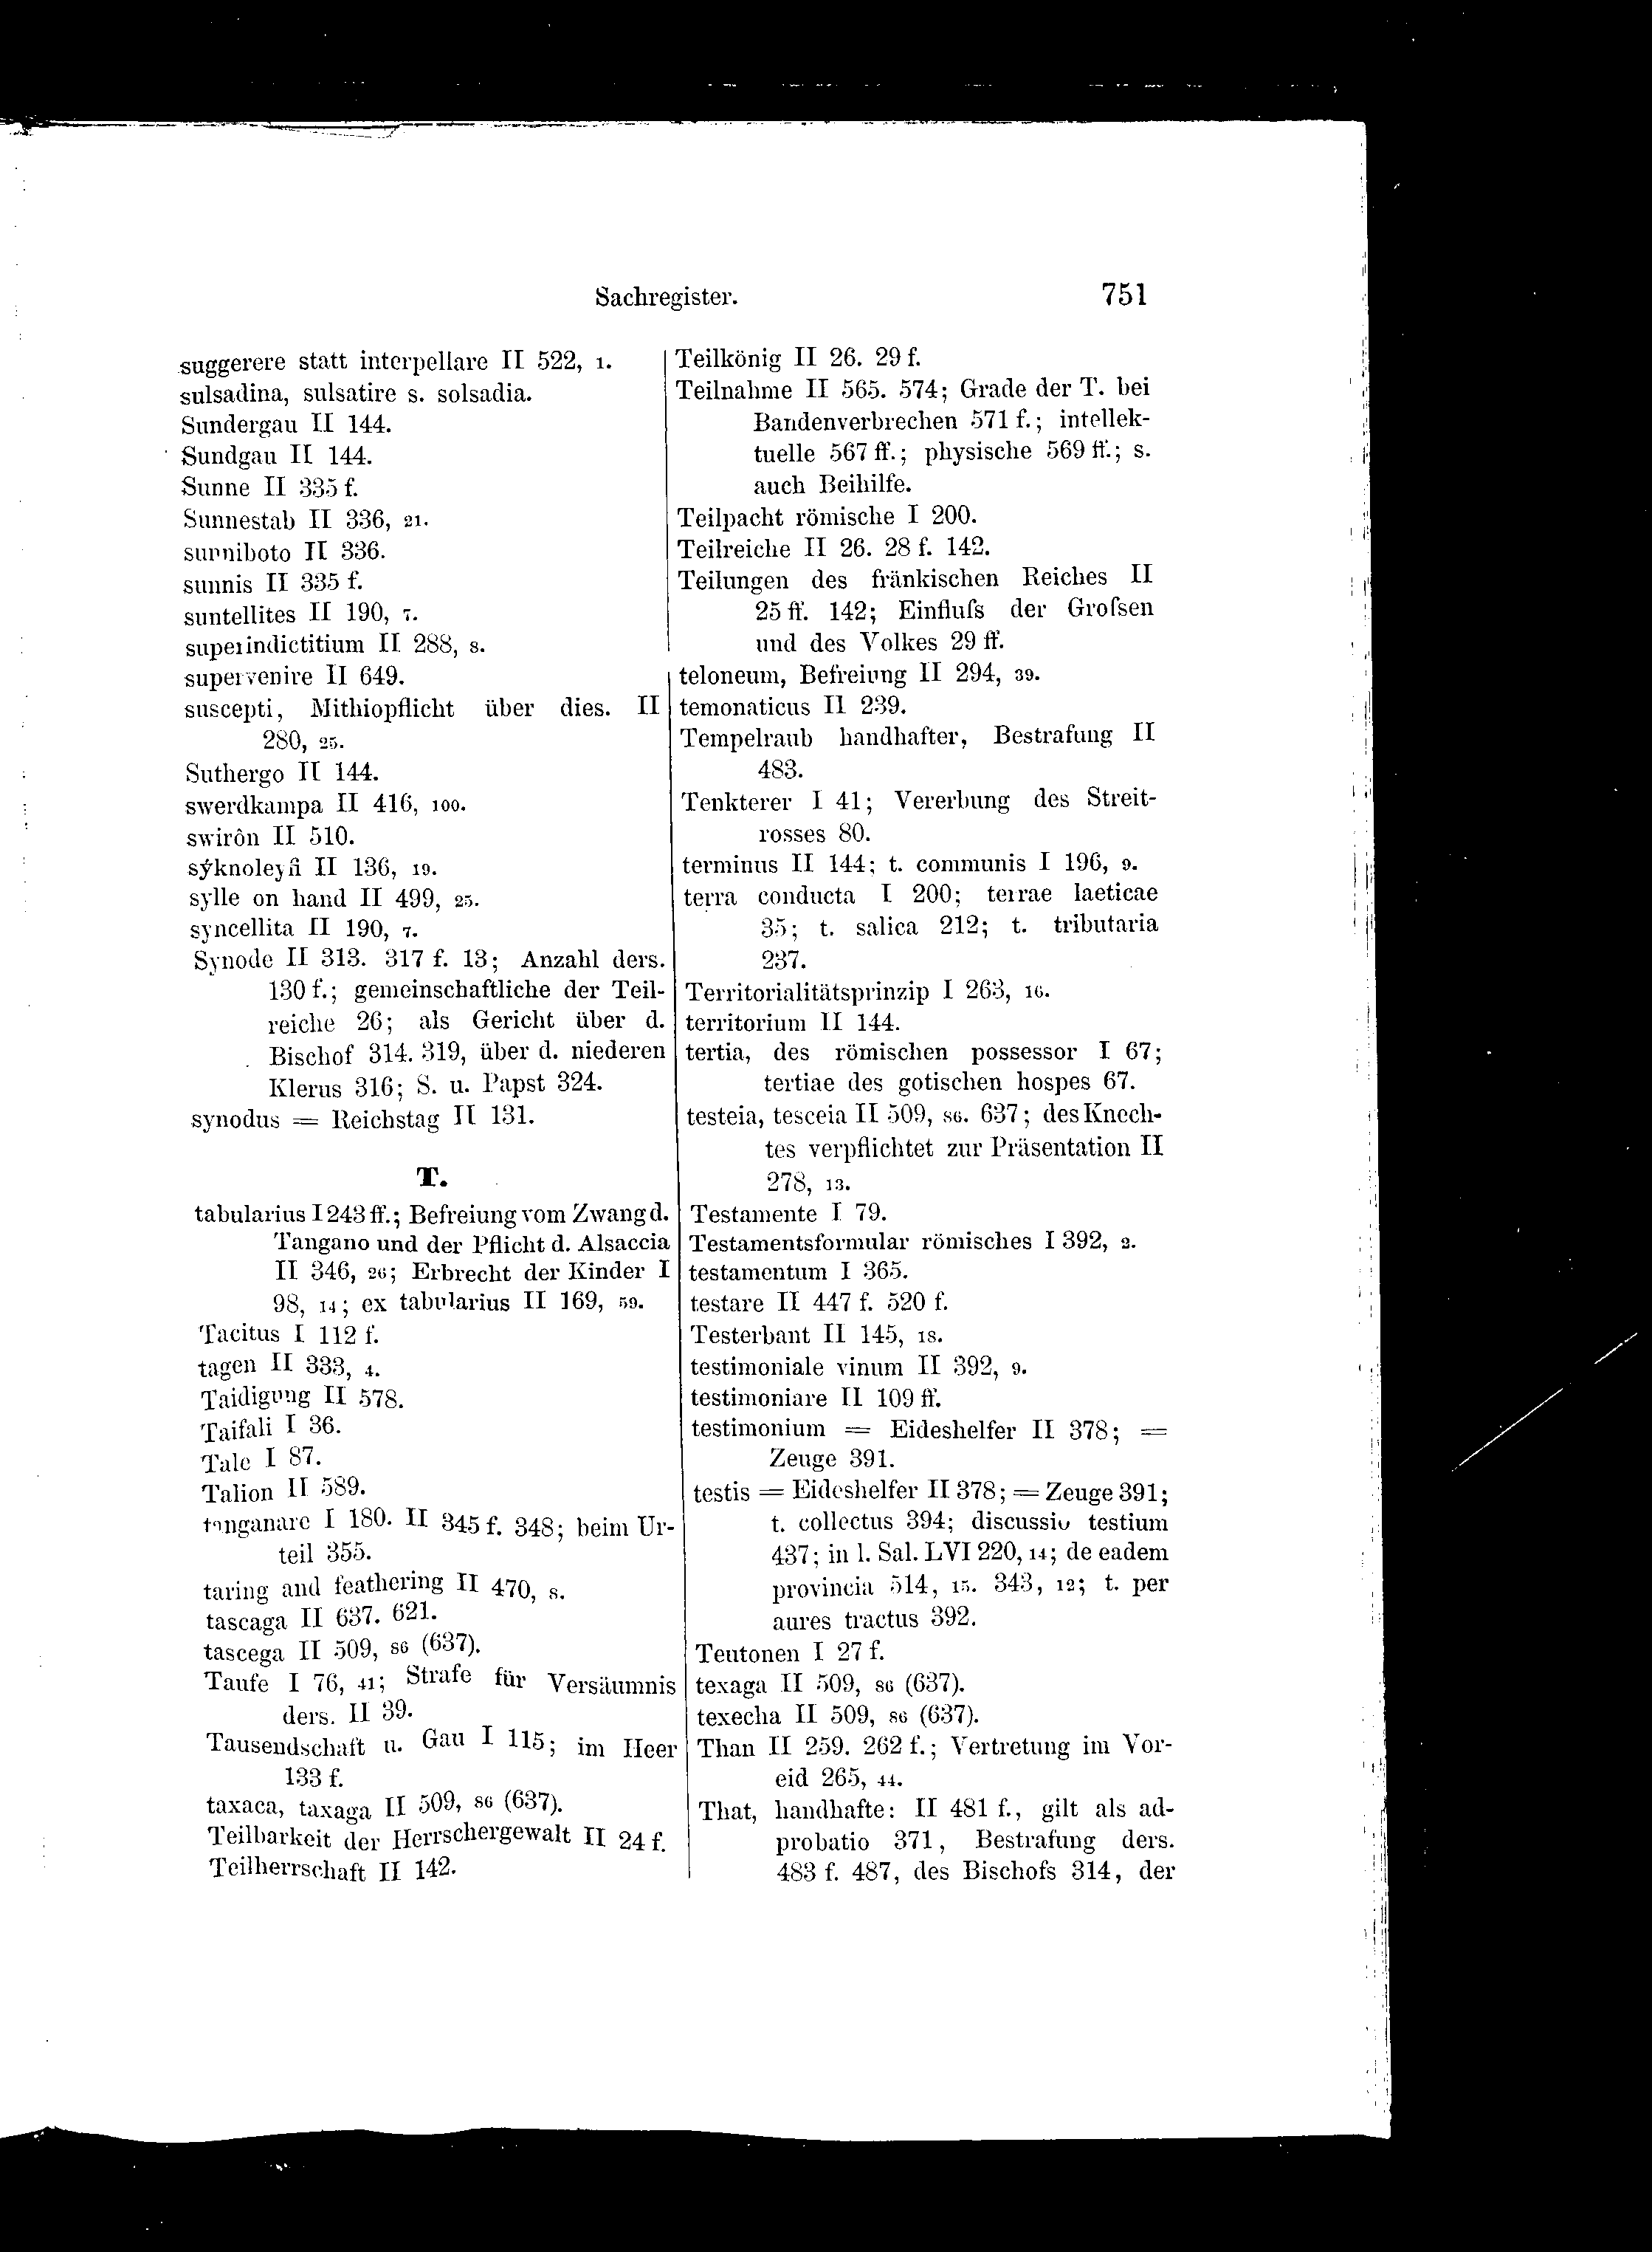 Sachregister. 751
suggerere statt interpellare II 522, 1.
sulsadina, sulsatire s. solsadia.
Sundergau II 144.
Sundgau II 144.
Sunne II 335 f.
Sunnestab II 336, 21.
sunniboto II 336.
sunnis II 335 f.
suntellites II 190, 7.
superindictitium II 288, 8.
supervenire II 649.
suscepti, Mithiopflicht über dies. II
280, 25.
Suthergo II 144.
swerdkampa II 416, 100.
swirôn II 510.
sýknoleyfi II 136, 19.
sylle on hand II 499, 25.
syncellita II 190, 7.
Synode II 313. 317 f. 13; Anzahl ders.
130 f.; gemeinschaftliche der Teil-
reiche 26; als Gericht über d.
Bischof 314. 319, über d. niederen
Klerus 316; S. u. Papst 324.
synodus = Reichstag II 131.
T.
tabularius I 243 ff.; Befreiung vom Zwang d.
Tangano und der Pflicht d. Alsaccia
II 346, 26; Erbrecht der Kinder I
98, 14; ex tabularius II 169, 59.
Tacitus I 112 f.
tagen II 333, 4.
Taidigung II 578.
Taifali I 36.
Tale I 87.
Talion II 589.
tanganare I 180. II 345 f. 348; beim Ur-
teil 355.
taring and feathering II 470, 8.
tascaga II 637. 621.
tascega II 509, 86 (637).
Taufe I 76, 41; Strafe für Versäumnis
ders. II 39.
Tausendschaft u. Gau I 115; im Heer
133 f.
taxaca, taxaga II 509, 86 (637).
Teilbarkeit der Herrschergewalt II 24 f.
Teilherrschaft II 142.
Teilkönig II 26. 29 f.
Teilnahme II 565. 574; Grade der T. bei
Bandenverbrechen 571 f.; intellek-
tuelle 567 ff.; physische 569 ff.; s.
auch Beihilfe.
Teilpacht römische I 200.
Teilreiche II 26. 28 f. 142.
Teilungen des fränkischen Reiches II
25 ff. 142; Einfluſs der Groſsen
und des Volkes 29 ff.
teloneum, Befreiung II 294, 39.
temonaticus II 239.
Tempelraub handhafter, Bestrafung II
483.
Tenkterer I 41; Vererbung des Streit-
rosses 80.
terminus II 144; t. communis I 196, 9.
terra conducta I 200; terrae laeticae
35; t. salica 212; t. tributaria
237.
Territorialitätsprinzip I 263, 16.
territorium II 144.
tertia, des römischen possessor I 67;
tertiae des gotischen hospes 67.
testeia, tesceia II 509, 86. 637; des Knech-
tes verpflichtet zur Präsentation II
278, 13.
Testamente I 79.
Testamentsformular römisches I 392, 2.
testamentum I 365.
testare II 447 f. 520 f.
Testerbant II 145, 18.
testimoniale vinum II 392, 9.
testimoniare II 109 ff.
testimonium = Eideshelfer II 378; =
Zeuge 391.
testis = Eideshelfer II 378; = Zeuge 391;
t. collectus 394; discussio testium
437; in l. Sal. LVI 220, 14; de eadem
provincia 514, 15. 343, 12; t. per
aures tractus 392.
Teutonen I 27 f.
texaga II 509, 86 (637).
texecha II 509, 86 (637).
Than II 259. 262 f.; Vertretung im Vor-
eid 265, 44.
That, handhafte: II 481 f., gilt als ad-
probatio 371, Bestrafung ders.
483 f. 487, des Bischofs 314, der